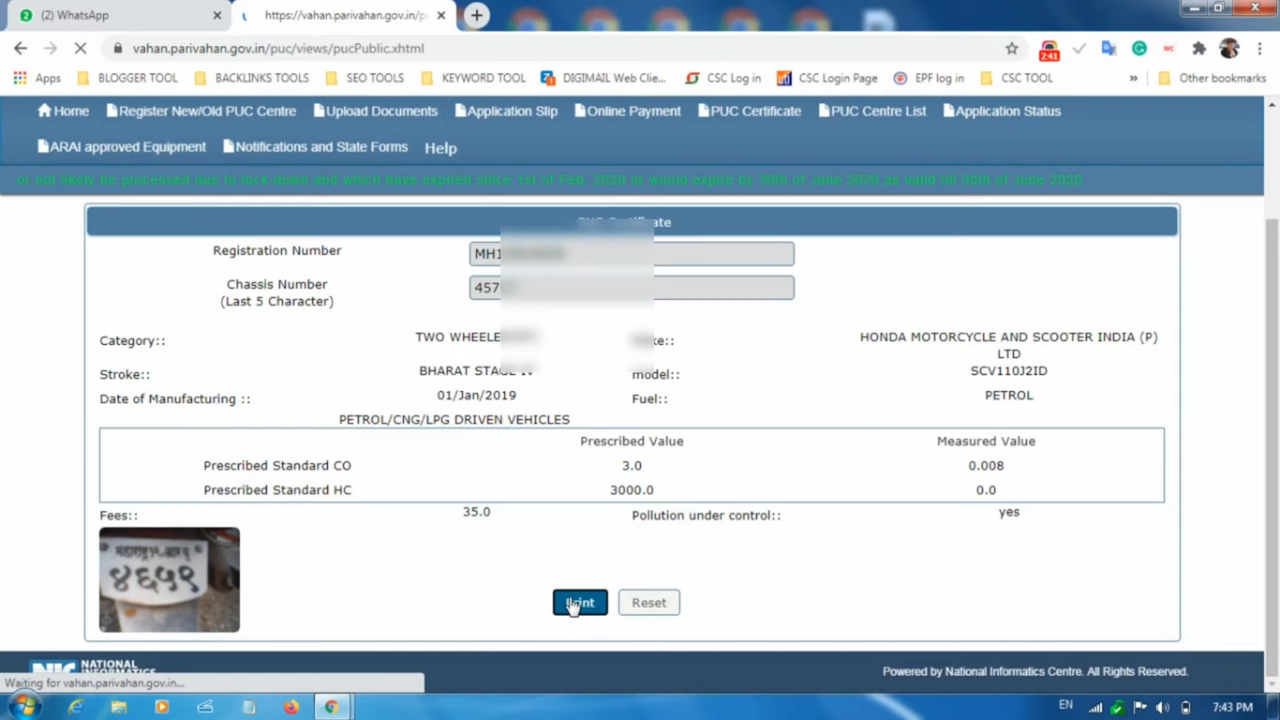 (2) WhatsApp
https://vahan.parivahan.gov.in/p
vahan.parivahan.gov.in/puc/views/pucPublic.xhtml
2:41
Apps BLOGGER TOOL BACKLINKS TOOLS SEO TOOLS KEYWORD TOOL DIGIMAIL Web Clie... CSC Log in CSC Login Page EPF log in CSC TOOL » Other bookmarks
Home Register New/Old PUC Centre Upload Documents Application Slip Online Payment PUC Certificate PUC Centre List Application Status
ARAI approved Equipment Notifications and State Forms Help
or not likely be processed due to lock-down and which have expired since 1st of Feb, 2020 or would expire by 30th of June 2020 as valid till 30th of June 2020
Registration Number MH1
Chassis Number 457
(Last 5 Character)
Category:: TWO WHEELE HONDA MOTORCYCLE AND SCOOTER INDIA (P) LTD
Stroke:: BHARAT STAGE IV model:: SCV110J2ID
Date of Manufacturing :: 01/Jan/2019 Fuel:: PETROL
PETROL/CNG/LPG DRIVEN VEHICLES
Prescribed Value Measured Value
Prescribed Standard CO 3.0 0.008
Prescribed Standard HC 3000.0 0.0
Fees:: 35.0 Pollution under control:: yes
४६५९
Print Reset
NATIONAL
INFORMATICS
Powered by National Informatics Centre. All Rights Reserved.
Waiting for vahan.parivahan.gov.in...
EN 7:43 PM